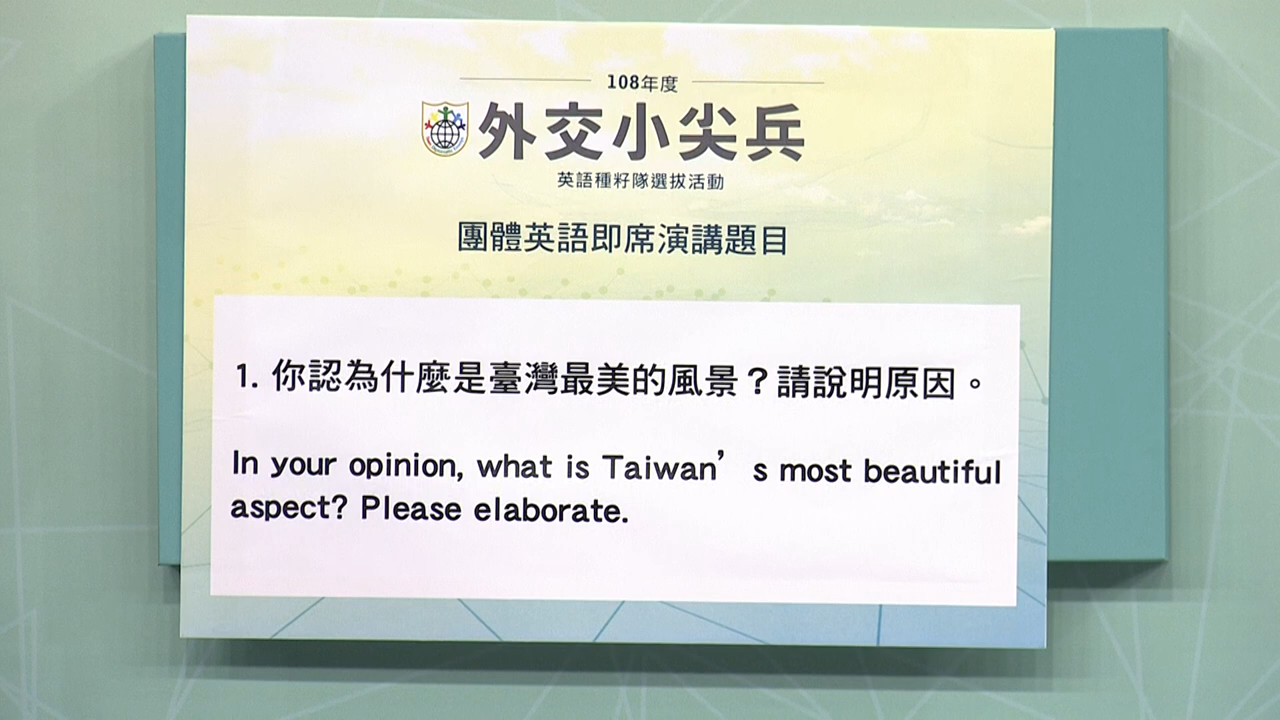 108年度
外交小尖兵
英語種籽隊選拔活動
團體英語即席演講題目
1. 你認為什麼是臺灣最美的風景？請說明原因。
In your opinion, what is Taiwan’s most beautiful
aspect? Please elaborate.